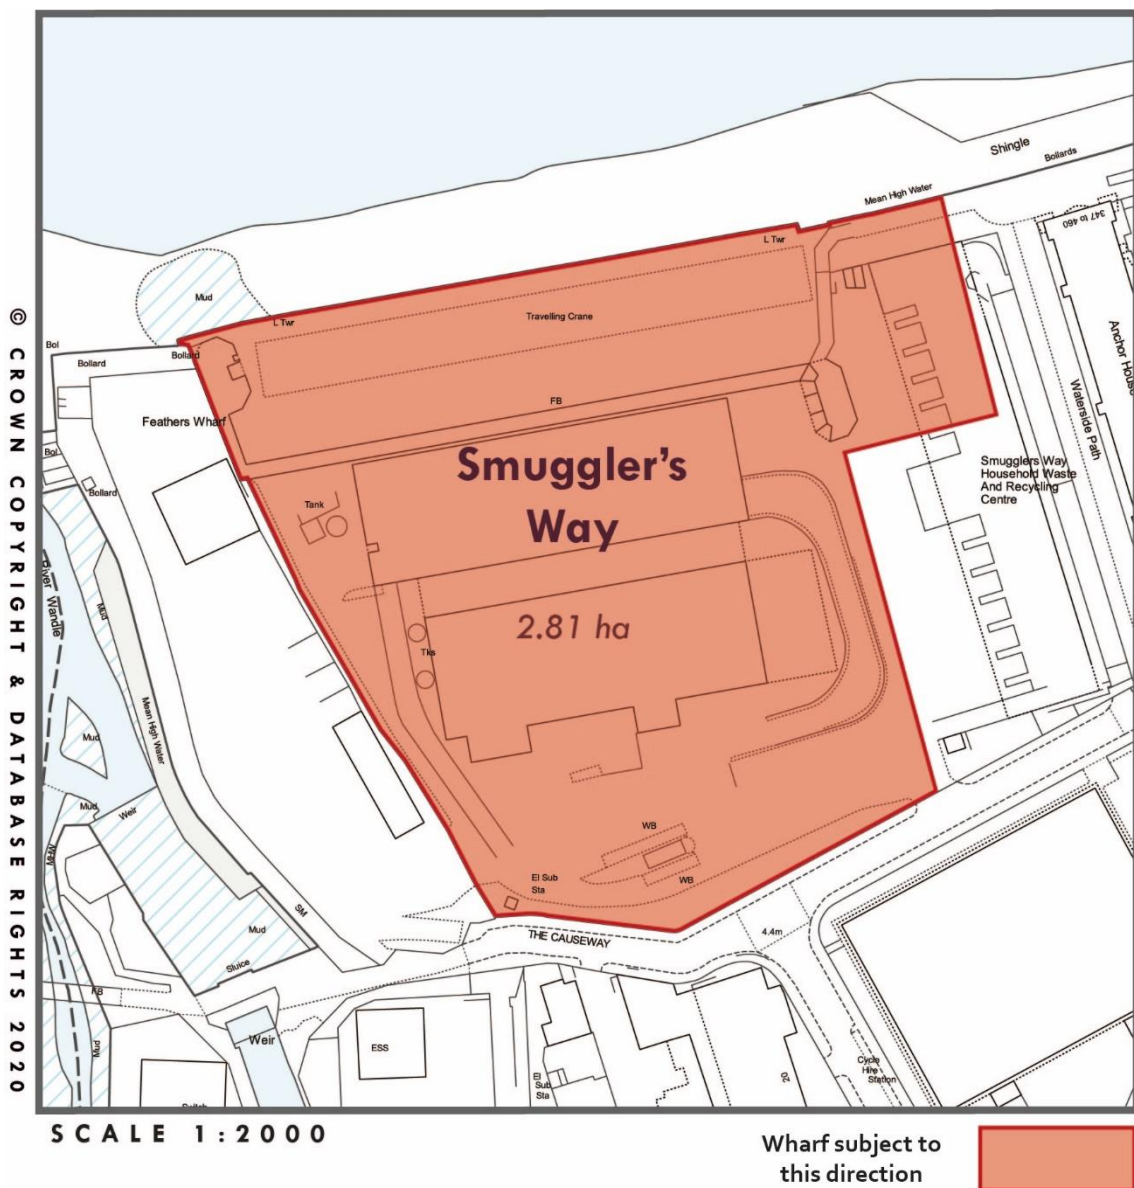 Shingle
Bollards
Mean High Water
347 to 460
L Twr
Mud
Travelling Crane
L Twr
Bol
Bollard
Bollard
Anchor House
Waterside Path
FB
Feathers Wharf
Smuggler's
Way
Bol
Smugglers Way
Household Waste
And Recycling
Centre
Bollard
Tank
River Wandle
Mud
2.81 ha
Tks
Mean High Water
Mud
Mud
Weir
WB
MHW
El Sub
Sta
WB
SM
Mud
4.4m
THE CAUSEWAY
Sluice
FB
Weir
ESS
Mud
El
Sub
Sta
20
Cycle
Hire
Station
© CROWN COPYRIGHT & DATABASE RIGHTS 2020
SCALE 1:2000
Wharf subject to
this direction